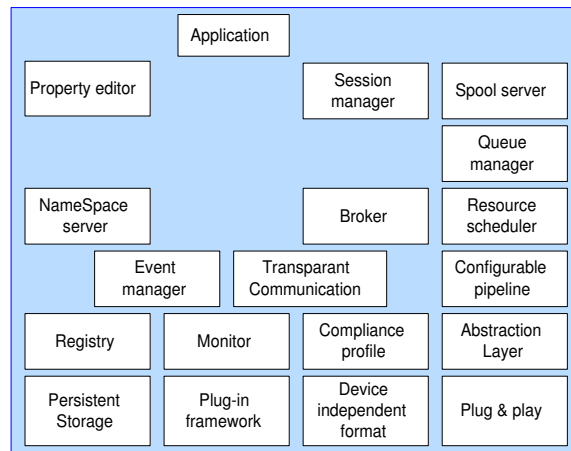 Application
Property editor
Session
manager
Spool server
Queue
manager
NameSpace
server
Broker
Resource
scheduler
Event
manager
Transparant
Communication
Configurable
pipeline
Registry
Monitor
Compliance
profile
Abstraction
Layer
Persistent
Storage
Plug-in
framework
Device
independent
format
Plug & play